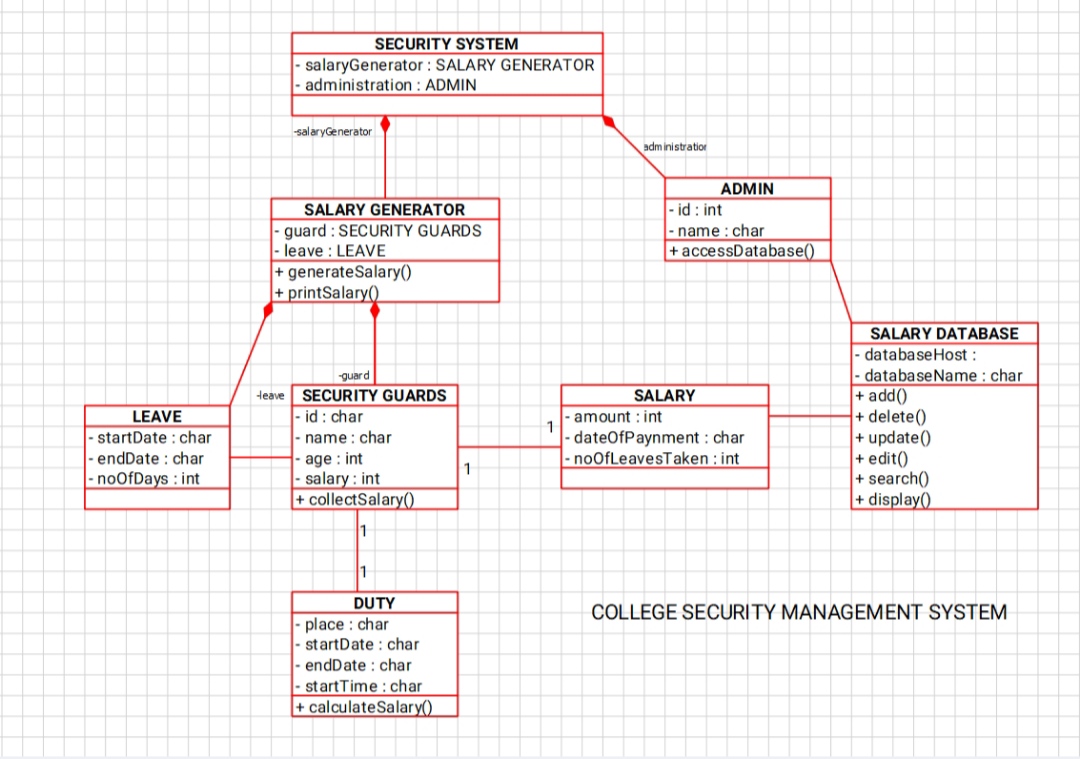 SECURITY SYSTEM
- salaryGenerator : SALARY GENERATOR
- administration : ADMIN
-salaryGenerator
administration
ADMIN
- id : int
- name : char
+ accessDatabase()
SALARY GENERATOR
- guard : SECURITY GUARDS
- leave : LEAVE
+ generateSalary()
+ printSalary()
SALARY DATABASE
- databaseHost :
- databaseName : char
+ add()
+ delete()
+ update()
+ edit()
+ search()
+ display()
-guard
-leave
LEAVE
- startDate : char
- endDate : char
- noOfDays : int
SECURITY GUARDS
- id : char
- name : char
- age : int
- salary : int
+ collectSalary()
1
1
SALARY
- amount : int
- dateOfPaynment : char
- noOfLeavesTaken : int
1
1
DUTY
- place : char
- startDate : char
- endDate : char
- startTime : char
+ calculateSalary()
COLLEGE SECURITY MANAGEMENT SYSTEM